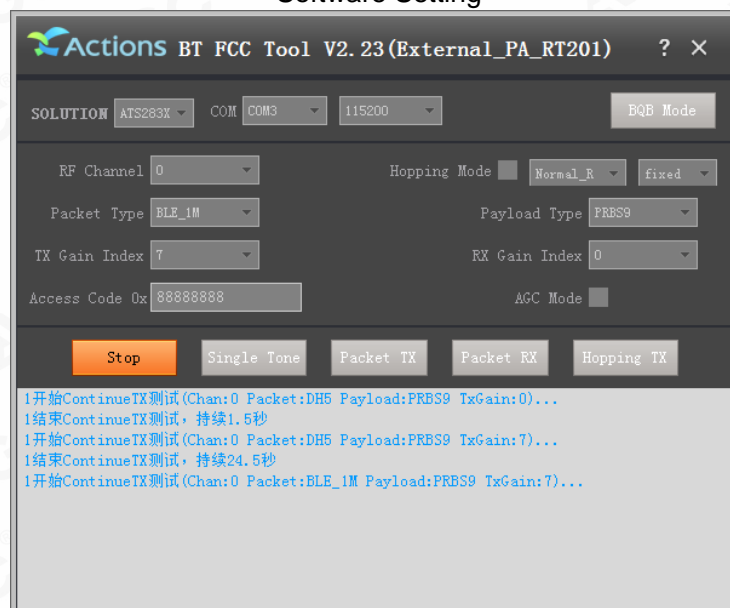 Software Setting
Actions BT FCC Tool V2.23(External_PA_RT201) ? ×
SOLUTION ATS283X COM COM3 115200 BQB Mode
RF Channel 0 Hopping Mode Normal_R fixed
Packet Type BLE_1M Payload Type PRBS9
TX Gain Index 7 RX Gain Index 0
Access Code 0x 88888888 AGC Mode
Stop Single Tone Packet TX Packet RX Hopping TX
1开始ContinueTX测试(Chan:0 Packet:DH5 Payload:PRBS9 TxGain:0)...
1结束ContinueTX测试，持续1.5秒
1开始ContinueTX测试(Chan:0 Packet:DH5 Payload:PRBS9 TxGain:7)...
1结束ContinueTX测试，持续24.5秒
1开始ContinueTX测试(Chan:0 Packet:BLE_1M Payload:PRBS9 TxGain:7)...